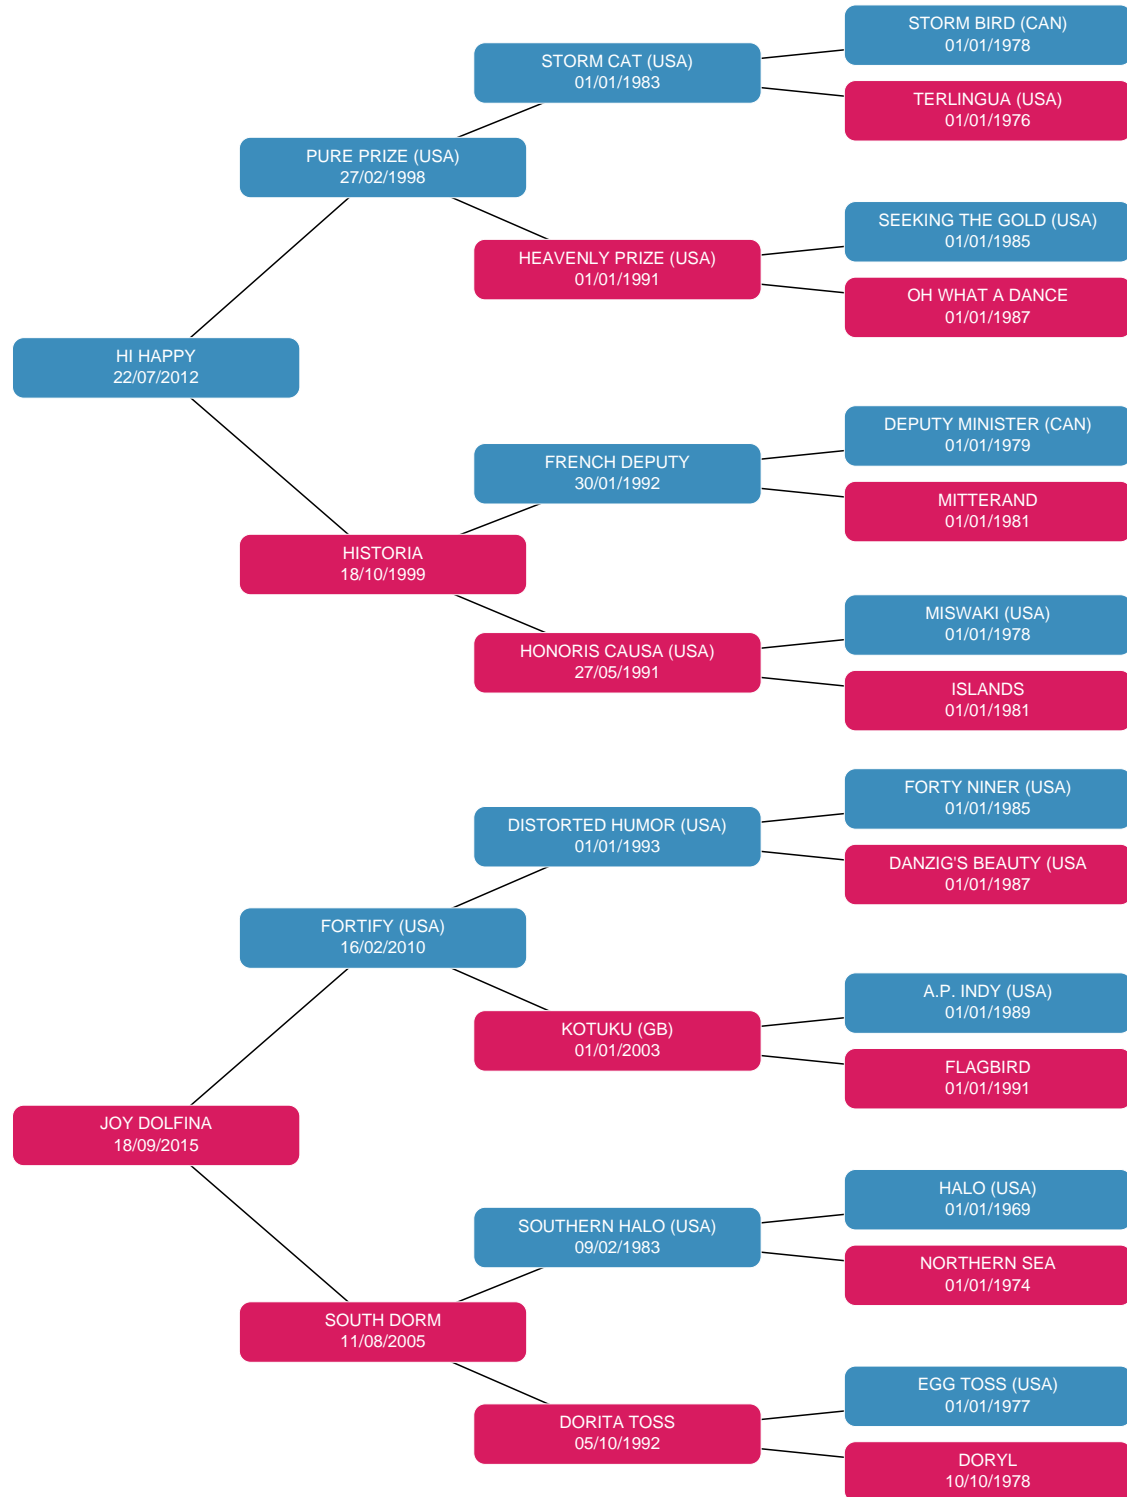 STORM BIRD (CAN)
01/01/1978
STORM CAT (USA)
01/01/1983
TERLINGUA (USA)
01/01/1976
PURE PRIZE (USA)
27/02/1998
SEEKING THE GOLD (USA)
01/01/1985
HEAVENLY PRIZE (USA)
01/01/1991
OH WHAT A DANCE
01/01/1987
HI HAPPY
22/07/2012
DEPUTY MINISTER (CAN)
01/01/1979
FRENCH DEPUTY
30/01/1992
MITTERAND
01/01/1981
HISTORIA
18/10/1999
MISWAKI (USA)
01/01/1978
HONORIS CAUSA (USA)
27/05/1991
ISLANDS
01/01/1981
FORTY NINER (USA)
01/01/1985
DISTORTED HUMOR (USA)
01/01/1993
DANZIG'S BEAUTY (USA
01/01/1987
FORTIFY (USA)
16/02/2010
A.P. INDY (USA)
01/01/1989
KOTUKU (GB)
01/01/2003
FLAGBIRD
01/01/1991
JOY DOLFINA
18/09/2015
HALO (USA)
01/01/1969
SOUTHERN HALO (USA)
09/02/1983
NORTHERN SEA
01/01/1974
SOUTH DORM
11/08/2005
EGG TOSS (USA)
01/01/1977
DORITA TOSS
05/10/1992
DORYL
10/10/1978